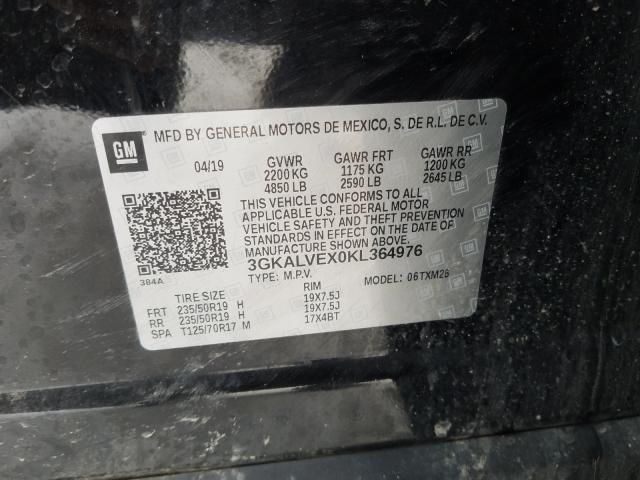 GM
MFD BY GENERAL MOTORS DE MEXICO, S. DE R.L. DE C.V.
04/19 GVWR GAWR FRT GAWR RR
2200 KG 1175 KG 1200 KG
4850 LB 2590 LB 2645 LB
THIS VEHICLE CONFORMS TO ALL
APPLICABLE U.S. FEDERAL MOTOR
VEHICLE SAFETY AND THEFT PREVENTION
STANDARDS IN EFFECT ON THE DATE OF
MANUFACTURE SHOWN ABOVE.
3GKALVEX0KL364976
TYPE: M.P.V. MODEL: 06TXM26
384A
TIRE SIZE RIM
FRT 235/50R19 H 19X7.5J
RR 235/50R19 H 19X7.5J
SPA T125/70R17 M 17X4BT